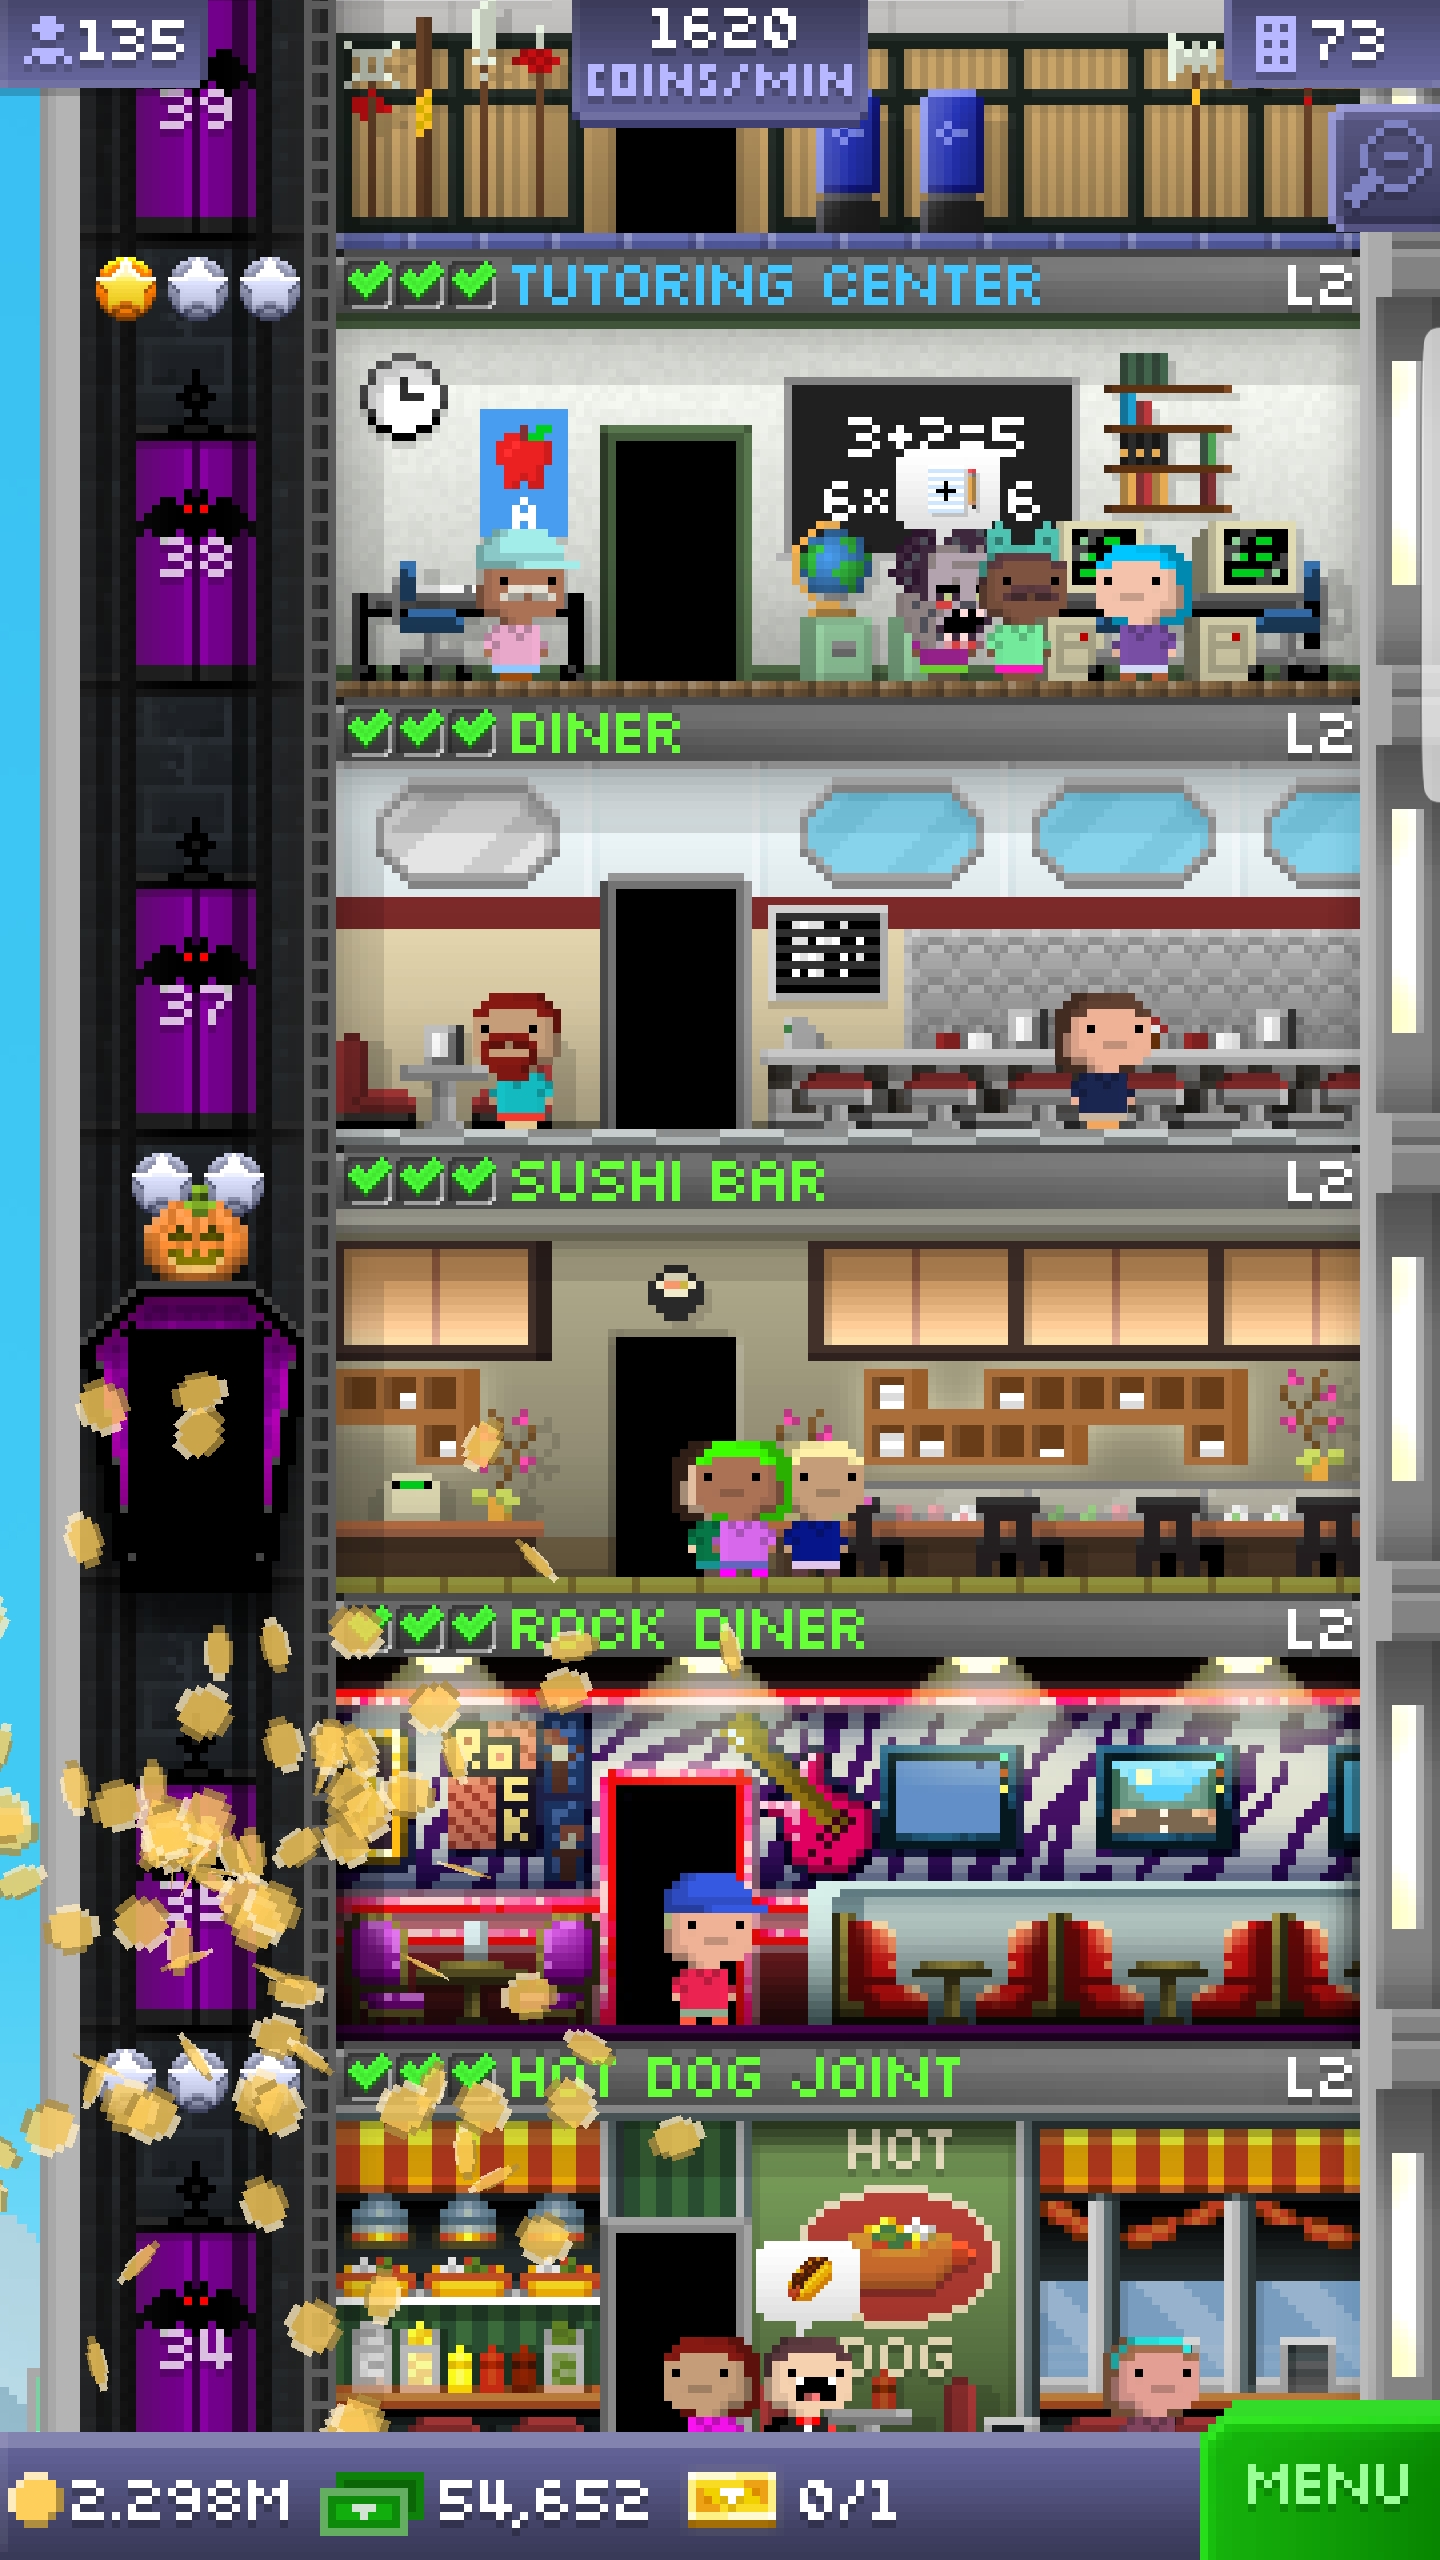 135
1620
COINS/MIN
73
39
TUTORING CENTER L2
3+2=5
6× 6
A
38
DINER L2
37
SUSHI BAR L2
ROCK DINER L2
HOT DOG JOINT L2
HOT
DOG
34
2.298M 54,652 0/1
MENU